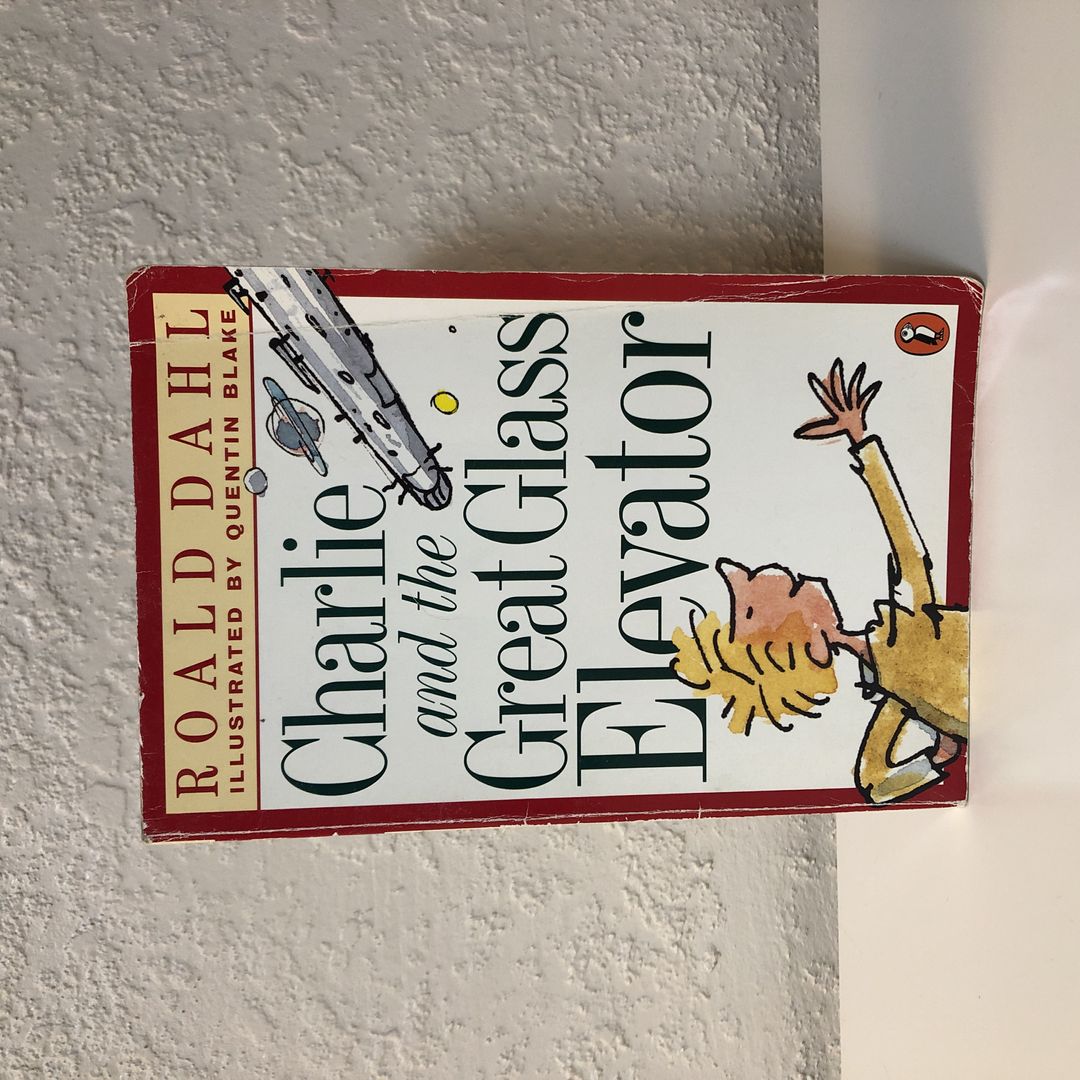 ROALD DAHL
ILLUSTRATED BY QUENTIN BLAKE
Charlie
and the
Great Glass
Elevator